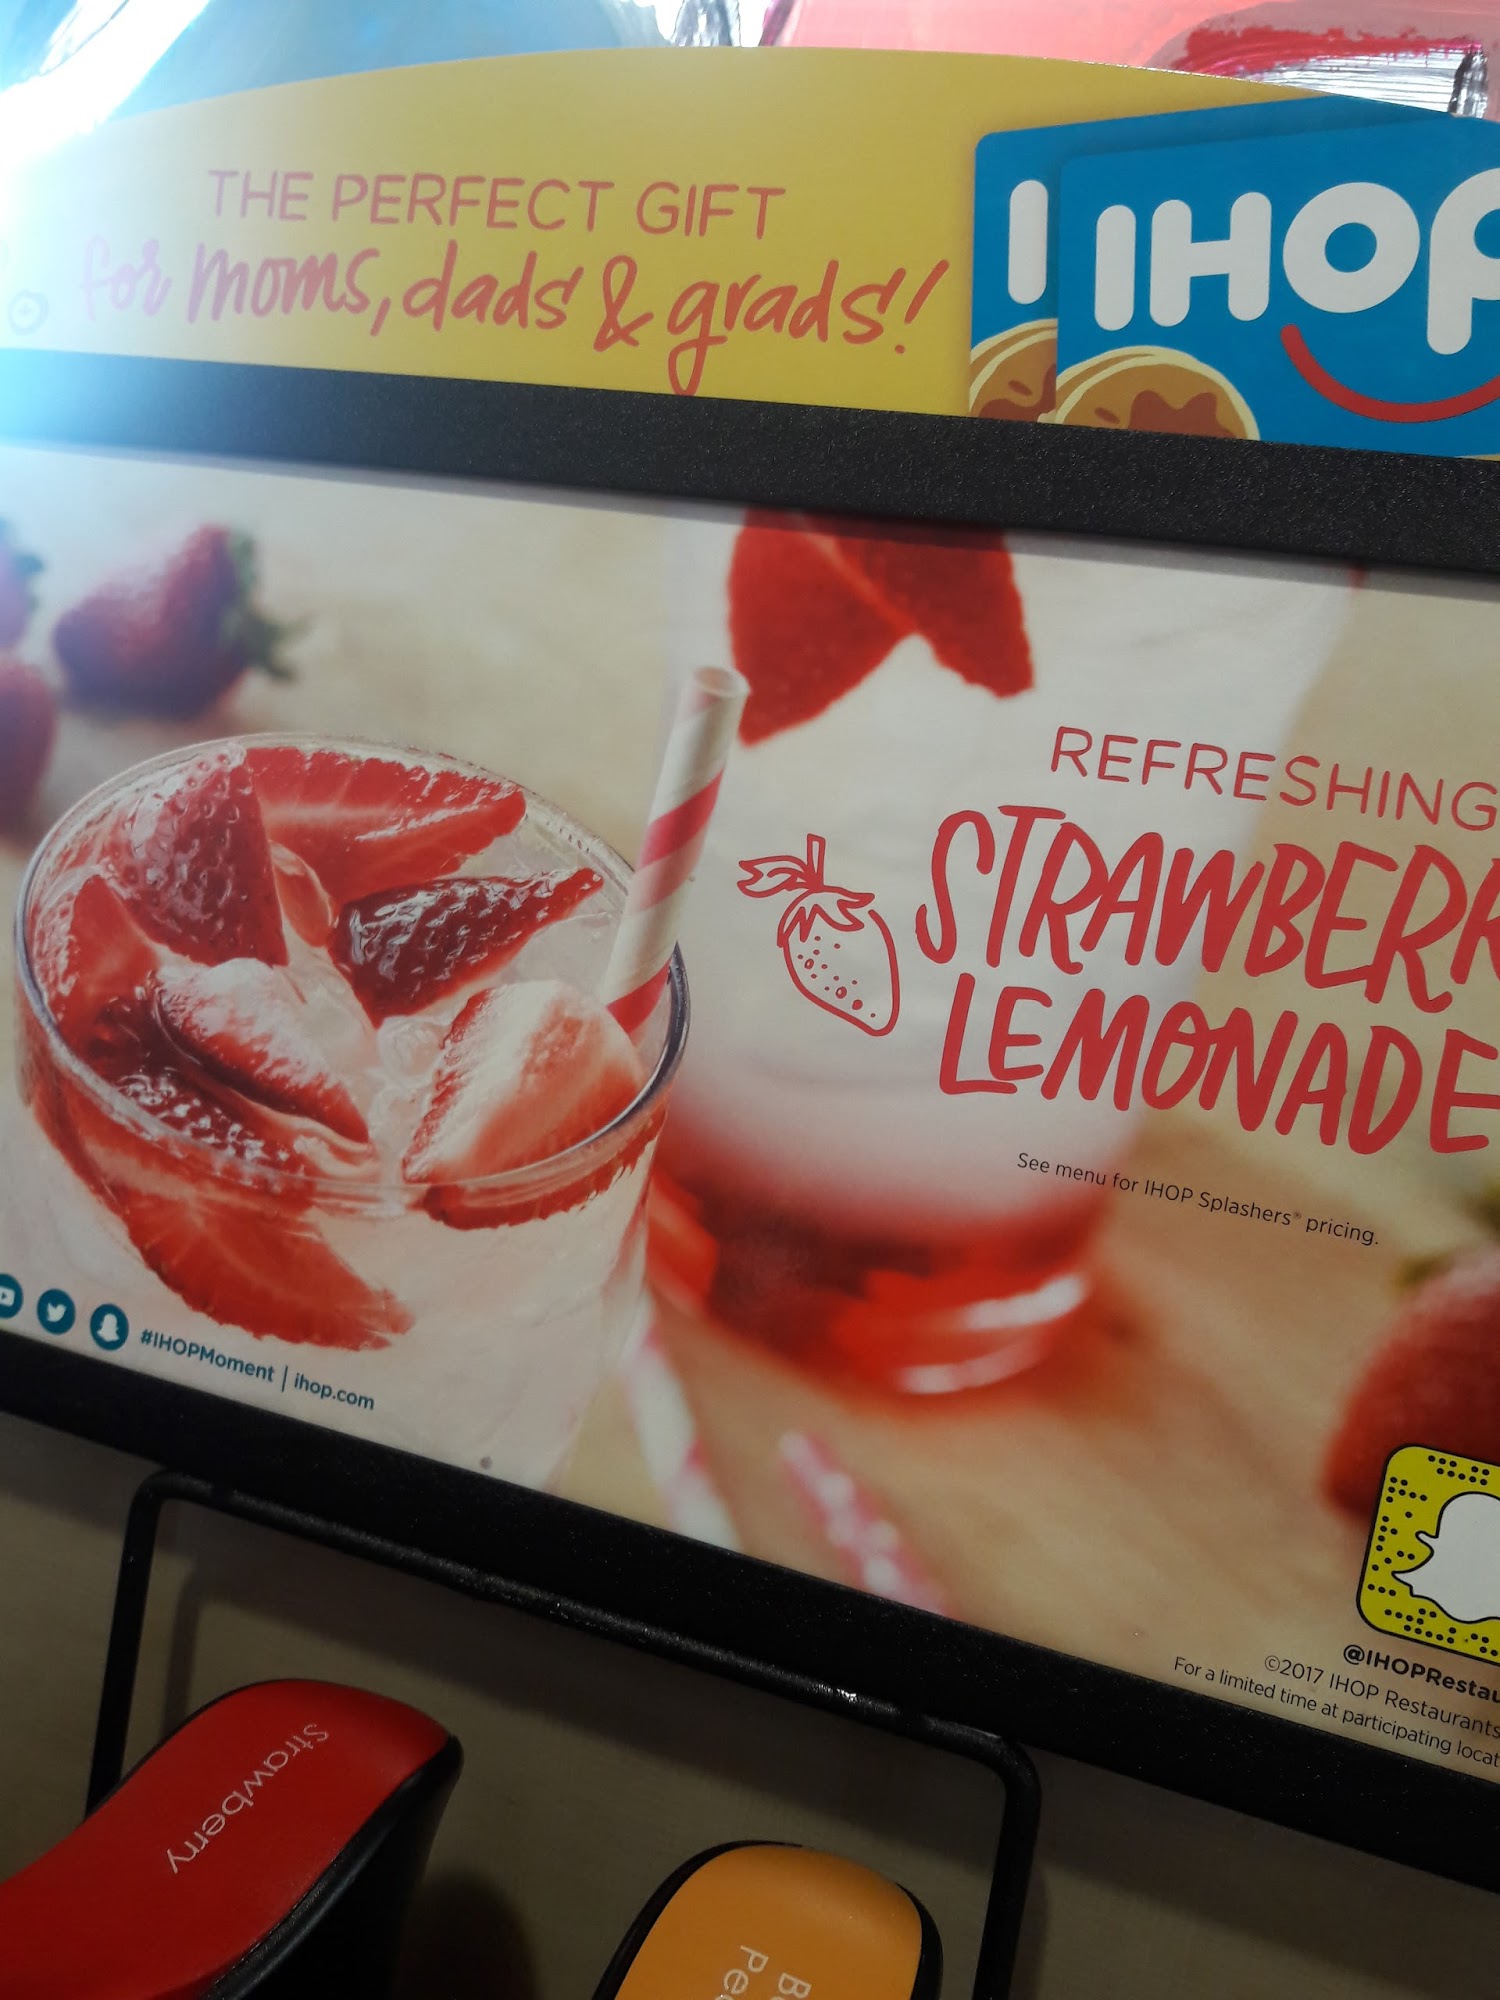 THE PERFECT GIFT
for moms, dads & grads!
I
IHOP
REFRESHING
STRAWBERR
LEMONADE
See menu for IHOP Splashers® pricing.
#IHOPMoment | ihop.com
@IHOPRestau
©2017 IHOP Restaurants
For a limited time at participating locat
Strawberry